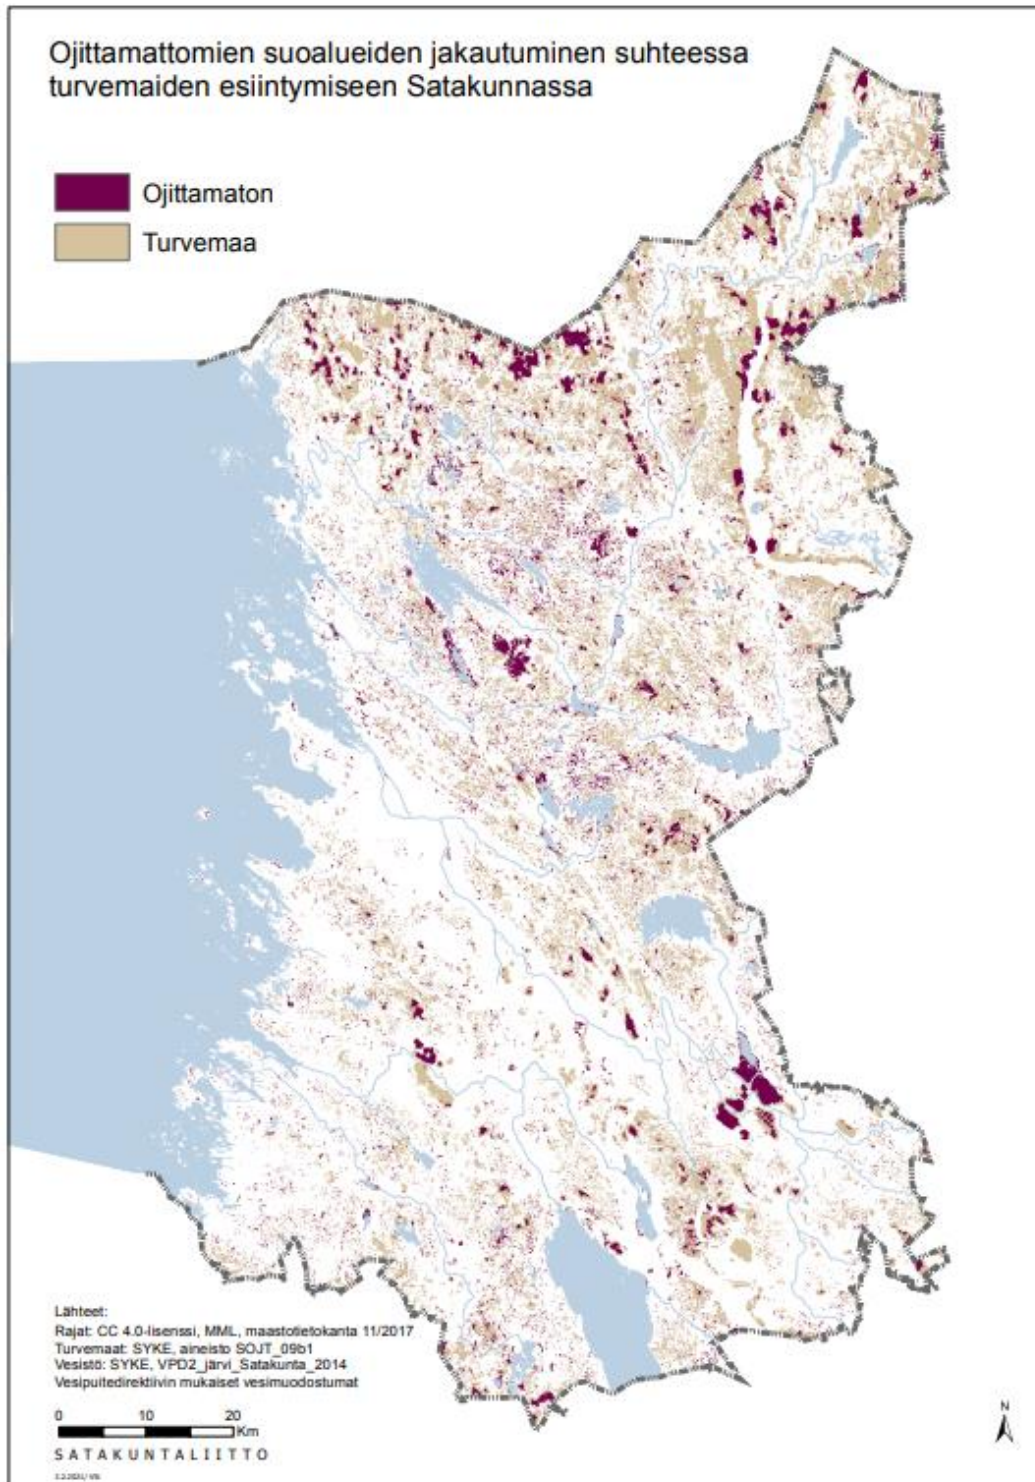 Ojittamattomien suoalueiden jakautuminen suhteessa
turvemaiden esiintymiseen Satakunnassa
Ojittamaton
Turvemaa
Lähteet:
Rajat: CC 4.0-lisenssi, MML, maastotietokanta 11/2017
Turvemaat: SYKE, aineisto SOJT_09b1
Vesistö: SYKE, VPD2_järvi_Satakunta_2014
Vesipuitedirektiivin mukaiset vesimuodostumat
0 10 20
Km
SATAKUNTALIITTO
N